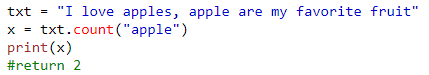 txt = "I love apples, apple are my favorite fruit"
x = txt.count("apple")
print(x)
#return 2